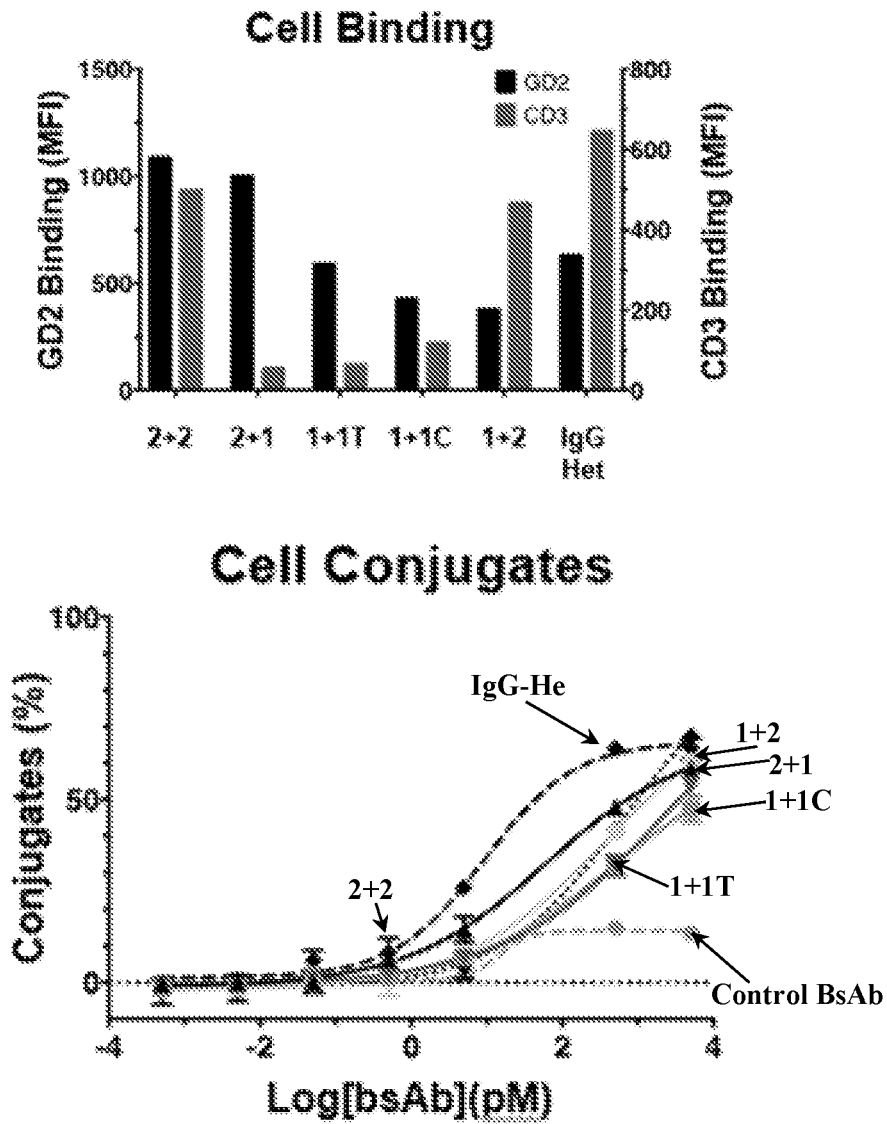 Cell Binding
1500
1000
500
0
GD2 Binding (MFI)
GD2
CD3
800
600
400
200
0
CD3 Binding (MFI)
2+2
2+1
1+1T
1+1C
1+2
IgG
Het
Cell Conjugates
100
50
0
Conjugates (%)
IgG-He
1+2
2+1
1+1C
2+2
1+1T
Control BsAb
-4
-2
0
2
4
Log[bsAb](pM)